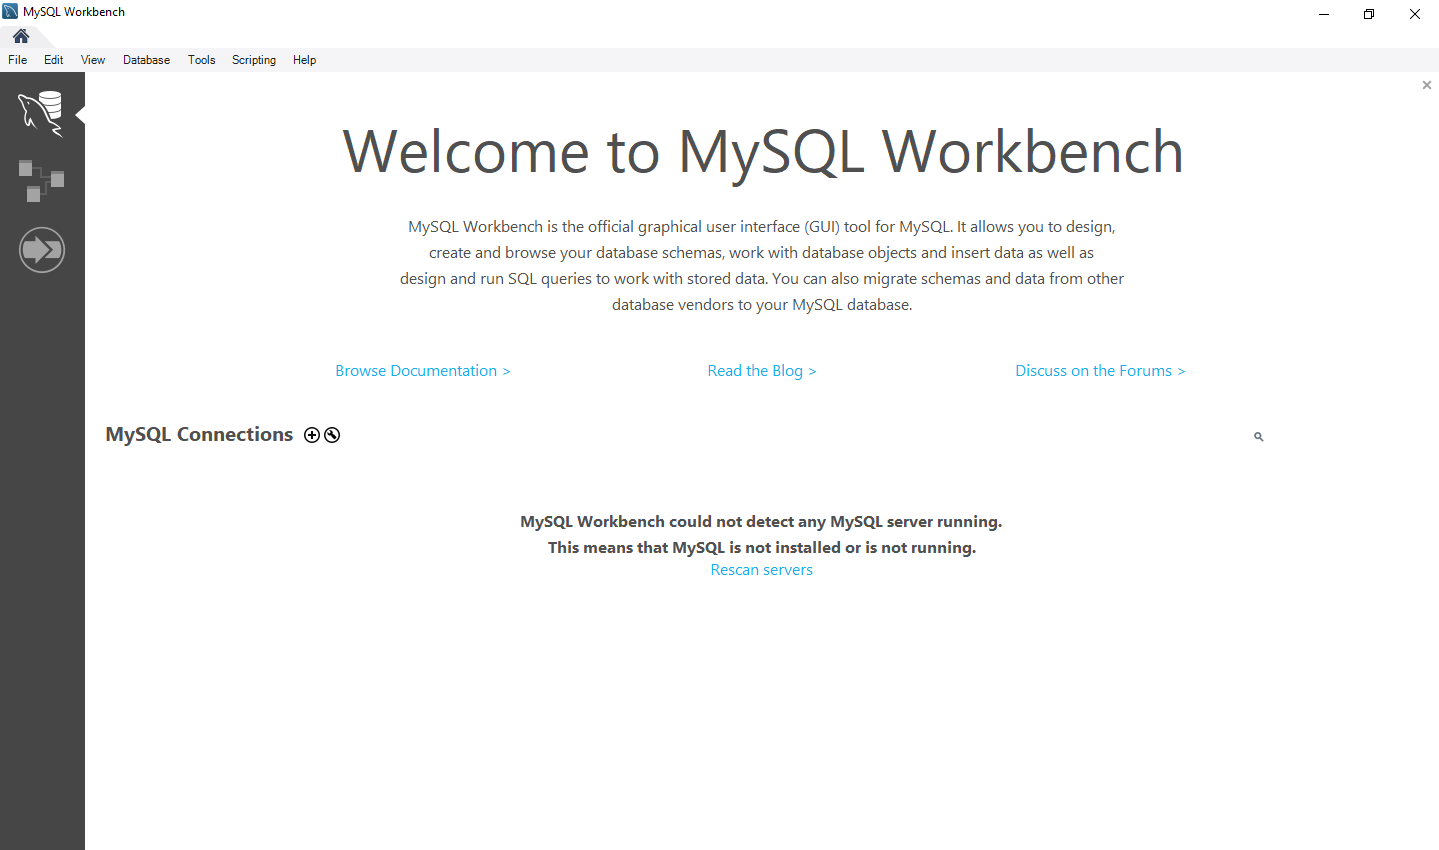 MySQL Workbench
File Edit View Database Tools Scripting Help
Welcome to MySQL Workbench
MySQL Workbench is the official graphical user interface (GUI) tool for MySQL. It allows you to design,
create and browse your database schemas, work with database objects and insert data as well as
design and run SQL queries to work with stored data. You can also migrate schemas and data from other
database vendors to your MySQL database.
Browse Documentation > Read the Blog > Discuss on the Forums >
MySQL Connections
MySQL Workbench could not detect any MySQL server running.
This means that MySQL is not installed or is not running.
Rescan servers